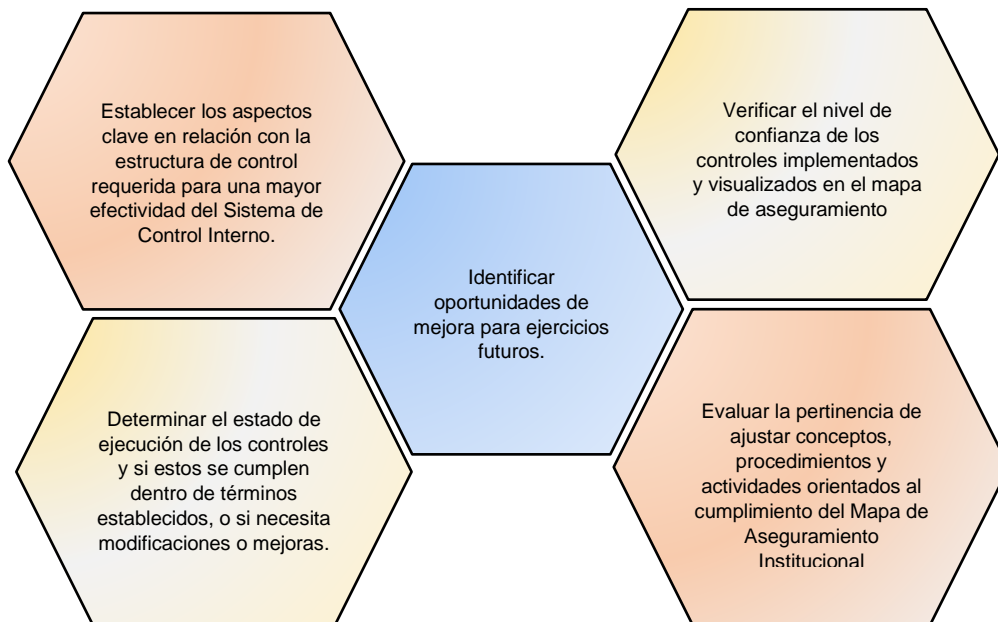 Establecer los aspectos
clave en relación con la
estructura de control
requerida para una mayor
efectividad del Sistema de
Control Interno.
Verificar el nivel de
confianza de los
controles implementados
y visualizados en el mapa
de aseguramiento
Identificar
oportunidades de
mejora para ejercicios
futuros.
Determinar el estado de
ejecución de los controles
y si estos se cumplen
dentro de términos
establecidos, o si necesita
modificaciones o mejoras.
Evaluar la pertinencia de
ajustar conceptos,
procedimientos y
actividades orientados al
cumplimiento del Mapa de
Aseguramiento
Institucional